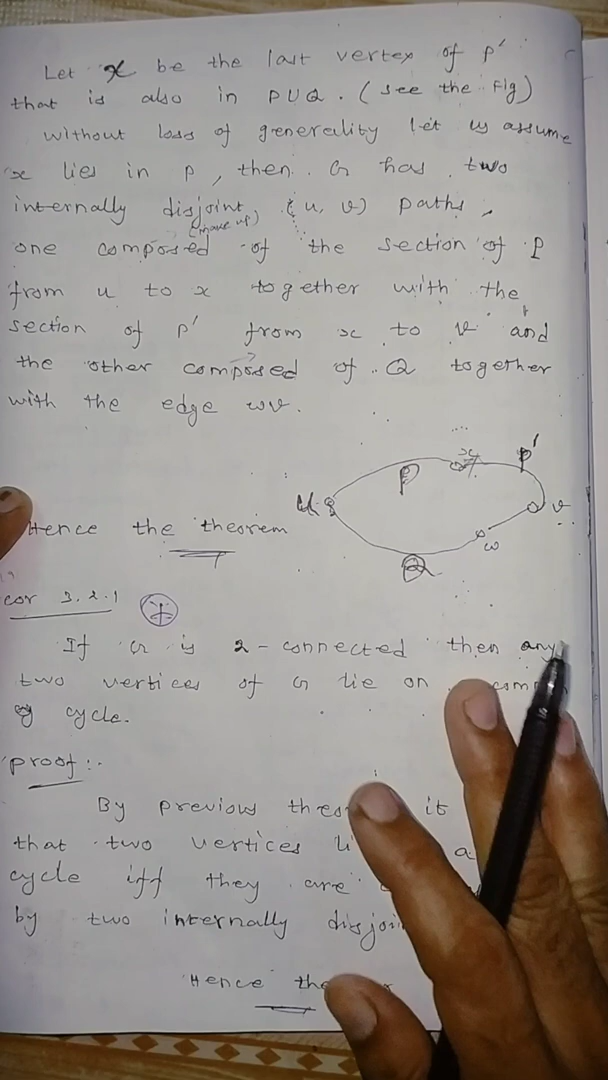 Let x be the last vertex of P'
that is also in PUQ. (see the Fig)
without loss of generality let us assume
x lies in P, then G has two
internally disjoint (u, v) paths,
(make up)
one composed of the section of P
from u to x together with the
section of P' from x to v and
the other composed of Q together
with the edge wv.
x P'
P
u v
w
Q
Hence the theorem
cor 3.2.1
If G is 2-connected then any
two vertices of G lie on
cycle.
proof:-
By previous it
that two vertices a
cycle iff they are
by two internally
Hence